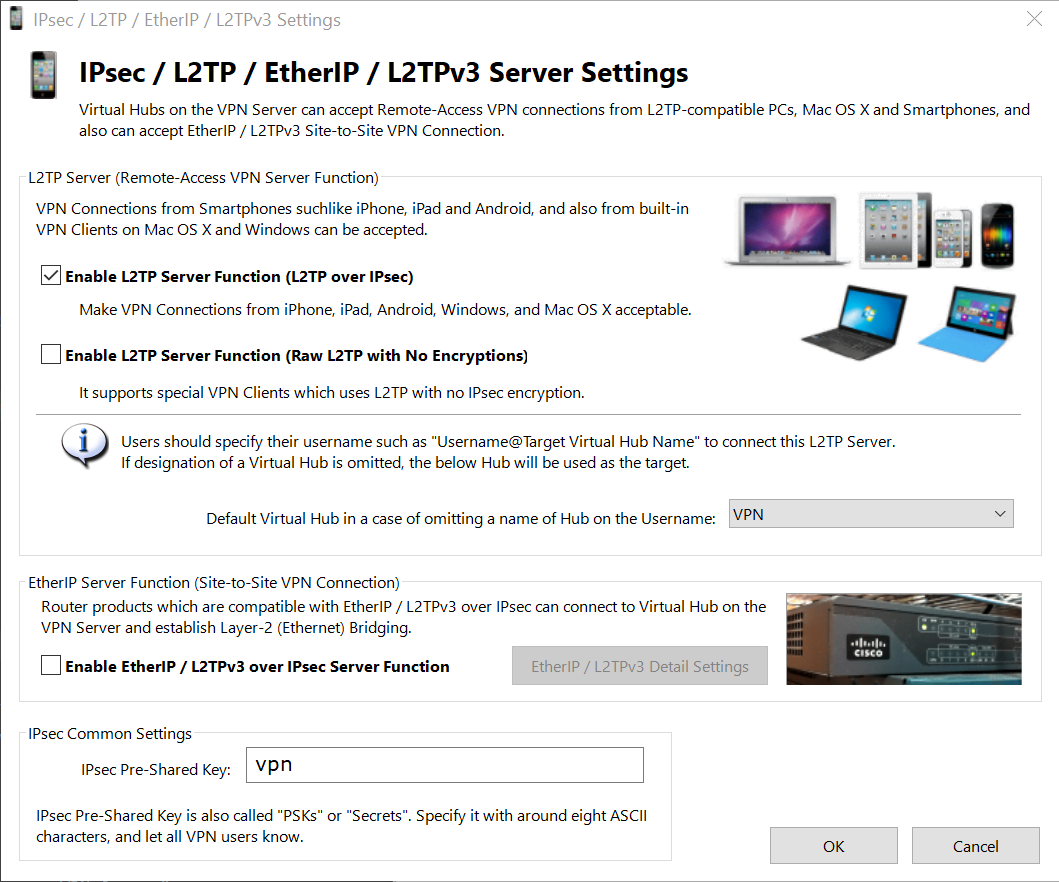 IPsec / L2TP / EtherIP / L2TPv3 Settings
IPsec / L2TP / EtherIP / L2TPv3 Server Settings
Virtual Hubs on the VPN Server can accept Remote-Access VPN connections from L2TP-compatible PCs, Mac OS X and Smartphones, and
also can accept EtherIP / L2TPv3 Site-to-Site VPN Connection.
L2TP Server (Remote-Access VPN Server Function)
VPN Connections from Smartphones suchlike iPhone, iPad and Android, and also from built-in
VPN Clients on Mac OS X and Windows can be accepted.
Enable L2TP Server Function (L2TP over IPsec)
Make VPN Connections from iPhone, iPad, Android, Windows, and Mac OS X acceptable.
Enable L2TP Server Function (Raw L2TP with No Encryptions)
It supports special VPN Clients which uses L2TP with no IPsec encryption.
Users should specify their username such as "Username@Target Virtual Hub Name" to connect this L2TP Server.
If designation of a Virtual Hub is omitted, the below Hub will be used as the target.
Default Virtual Hub in a case of omitting a name of Hub on the Username: VPN
EtherIP Server Function (Site-to-Site VPN Connection)
Router products which are compatible with EtherIP / L2TPv3 over IPsec can connect to Virtual Hub on the
VPN Server and establish Layer-2 (Ethernet) Bridging.
Enable EtherIP / L2TPv3 over IPsec Server Function
EtherIP / L2TPv3 Detail Settings
CISCO
IPsec Common Settings
IPsec Pre-Shared Key: vpn
IPsec Pre-Shared Key is also called "PSKs" or "Secrets". Specify it with around eight ASCII
characters, and let all VPN users know.
OK
Cancel